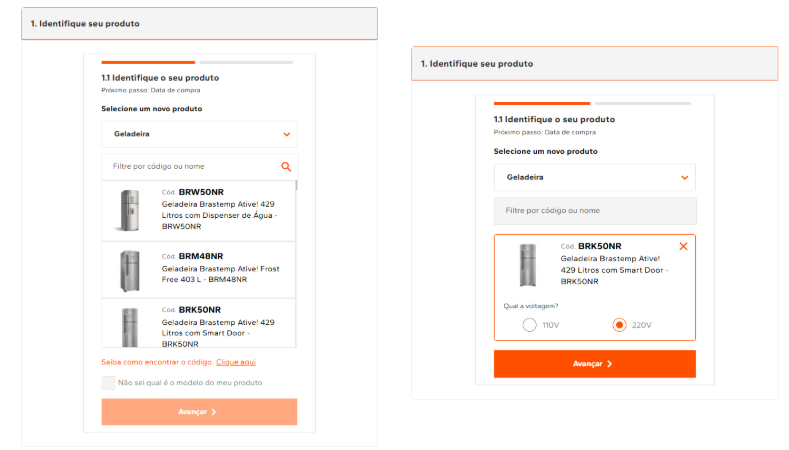 1. Identifique seu produto
1.1 Identifique o seu produto
Próximo passo: Data de compra
Selecione um novo produto
Geladeira
Filtre por código ou nome
Cód. BRW50NR
Geladeira Brastemp Ative! 429
Litros com Dispenser de Água -
BRW50NR
Cód. BRM48NR
Geladeira Brastemp Ative! Frost
Free 403 L - BRM48NR
Cód. BRK50NR
Geladeira Brastemp Ative! 429
Litros com Smart Door -
BRK50NR
Saiba como encontrar o código. Clique aqui
Não sei qual é o modelo do meu produto
Avançar
1. Identifique seu produto
1.1 Identifique o seu produto
Próximo passo: Data de compra
Selecione um novo produto
Geladeira
Filtre por código ou nome
Cód. BRK50NR
Geladeira Brastemp Ative!
429 Litros com Smart Door -
BRK50NR
Qual a voltagem?
110V 220V
Avançar